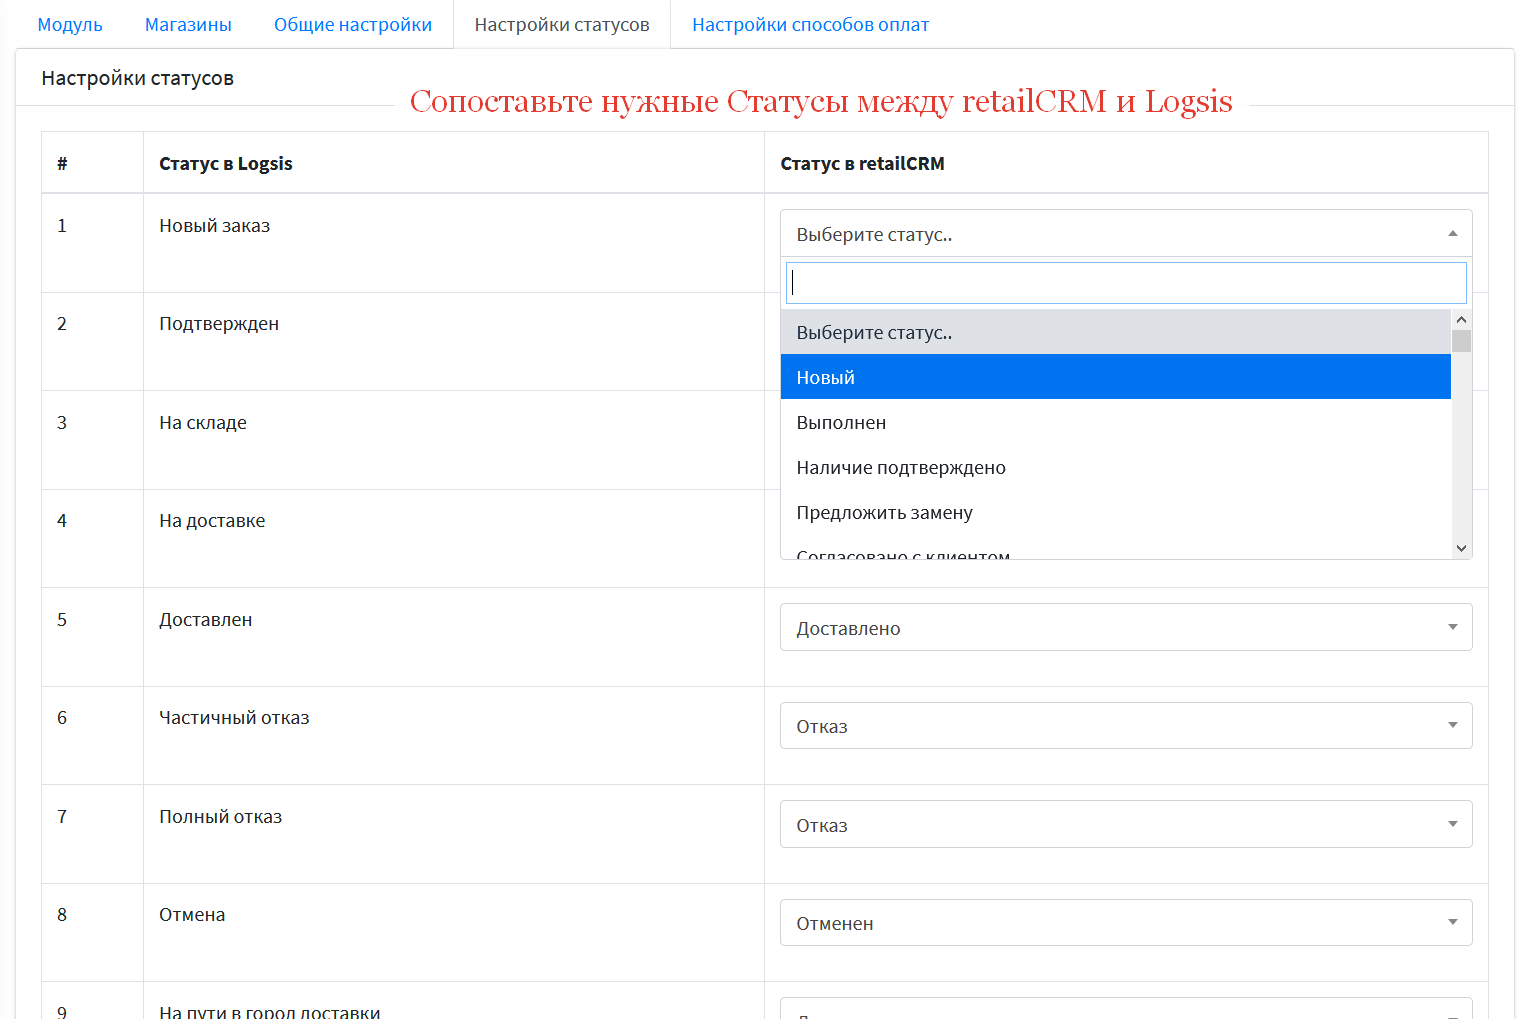 Модуль Магазины Общие настройки Настройки статусов Настройки способов оплат
Настройки статусов
Сопоставьте нужные Статусы между retailCRM и Logsis
# Статус в Logsis Статус в retailCRM
1 Новый заказ Выберите статус..
2 Подтвержден Выберите статус..
Новый
3 На складе Выполнен
Наличие подтверждено
4 На доставке Предложить замену
Согласовано с клиентом
5 Доставлен Доставлено
6 Частичный отказ Отказ
7 Полный отказ Отказ
8 Отмена Отменен
9 На пути в город доставки